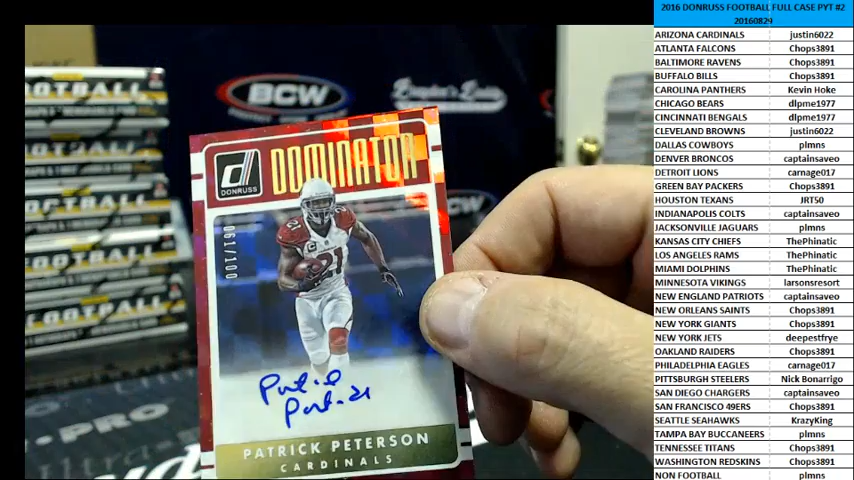 2016 DONRUSS FOOTBALL FULL CASE PYT #2
20160829
ARIZONA CARDINALS justin6022
ATLANTA FALCONS Chops3891
BALTIMORE RAVENS Chops3891
BUFFALO BILLS Chops3891
CAROLINA PANTHERS Kevin Hoke
CHICAGO BEARS dlpme1977
CINCINNATI BENGALS dlpme1977
CLEVELAND BROWNS justin6022
DALLAS COWBOYS plmns
DENVER BRONCOS captainsaveo
DETROIT LIONS carnage017
GREEN BAY PACKERS Chops3891
HOUSTON TEXANS JRT50
INDIANAPOLIS COLTS captainsaveo
JACKSONVILLE JAGUARS plmns
KANSAS CITY CHIEFS ThePhinatic
LOS ANGELES RAMS ThePhinatic
MIAMI DOLPHINS ThePhinatic
MINNESOTA VIKINGS larsonsresort
NEW ENGLAND PATRIOTS captainsaveo
NEW ORLEANS SAINTS Chops3891
NEW YORK GIANTS Chops3891
NEW YORK JETS deepestfrye
OAKLAND RAIDERS Chops3891
PHILADELPHIA EAGLES carnage017
PITTSBURGH STEELERS Nick Bonarrigo
SAN DIEGO CHARGERS captainsaveo
SAN FRANCISCO 49ERS Chops3891
SEATTLE SEAHAWKS KrazyKing
TAMPA BAY BUCCANEERS plmns
TENNESSEE TITANS Chops3891
WASHINGTON REDSKINS Chops3891
NON FOOTBALL plmns
BCW
DONRUSS
DOMINATOR
061/100
21
21
PATRICK PETERSON
CARDINALS
FOOTBALL
FOOTBALL
FOOTBALL